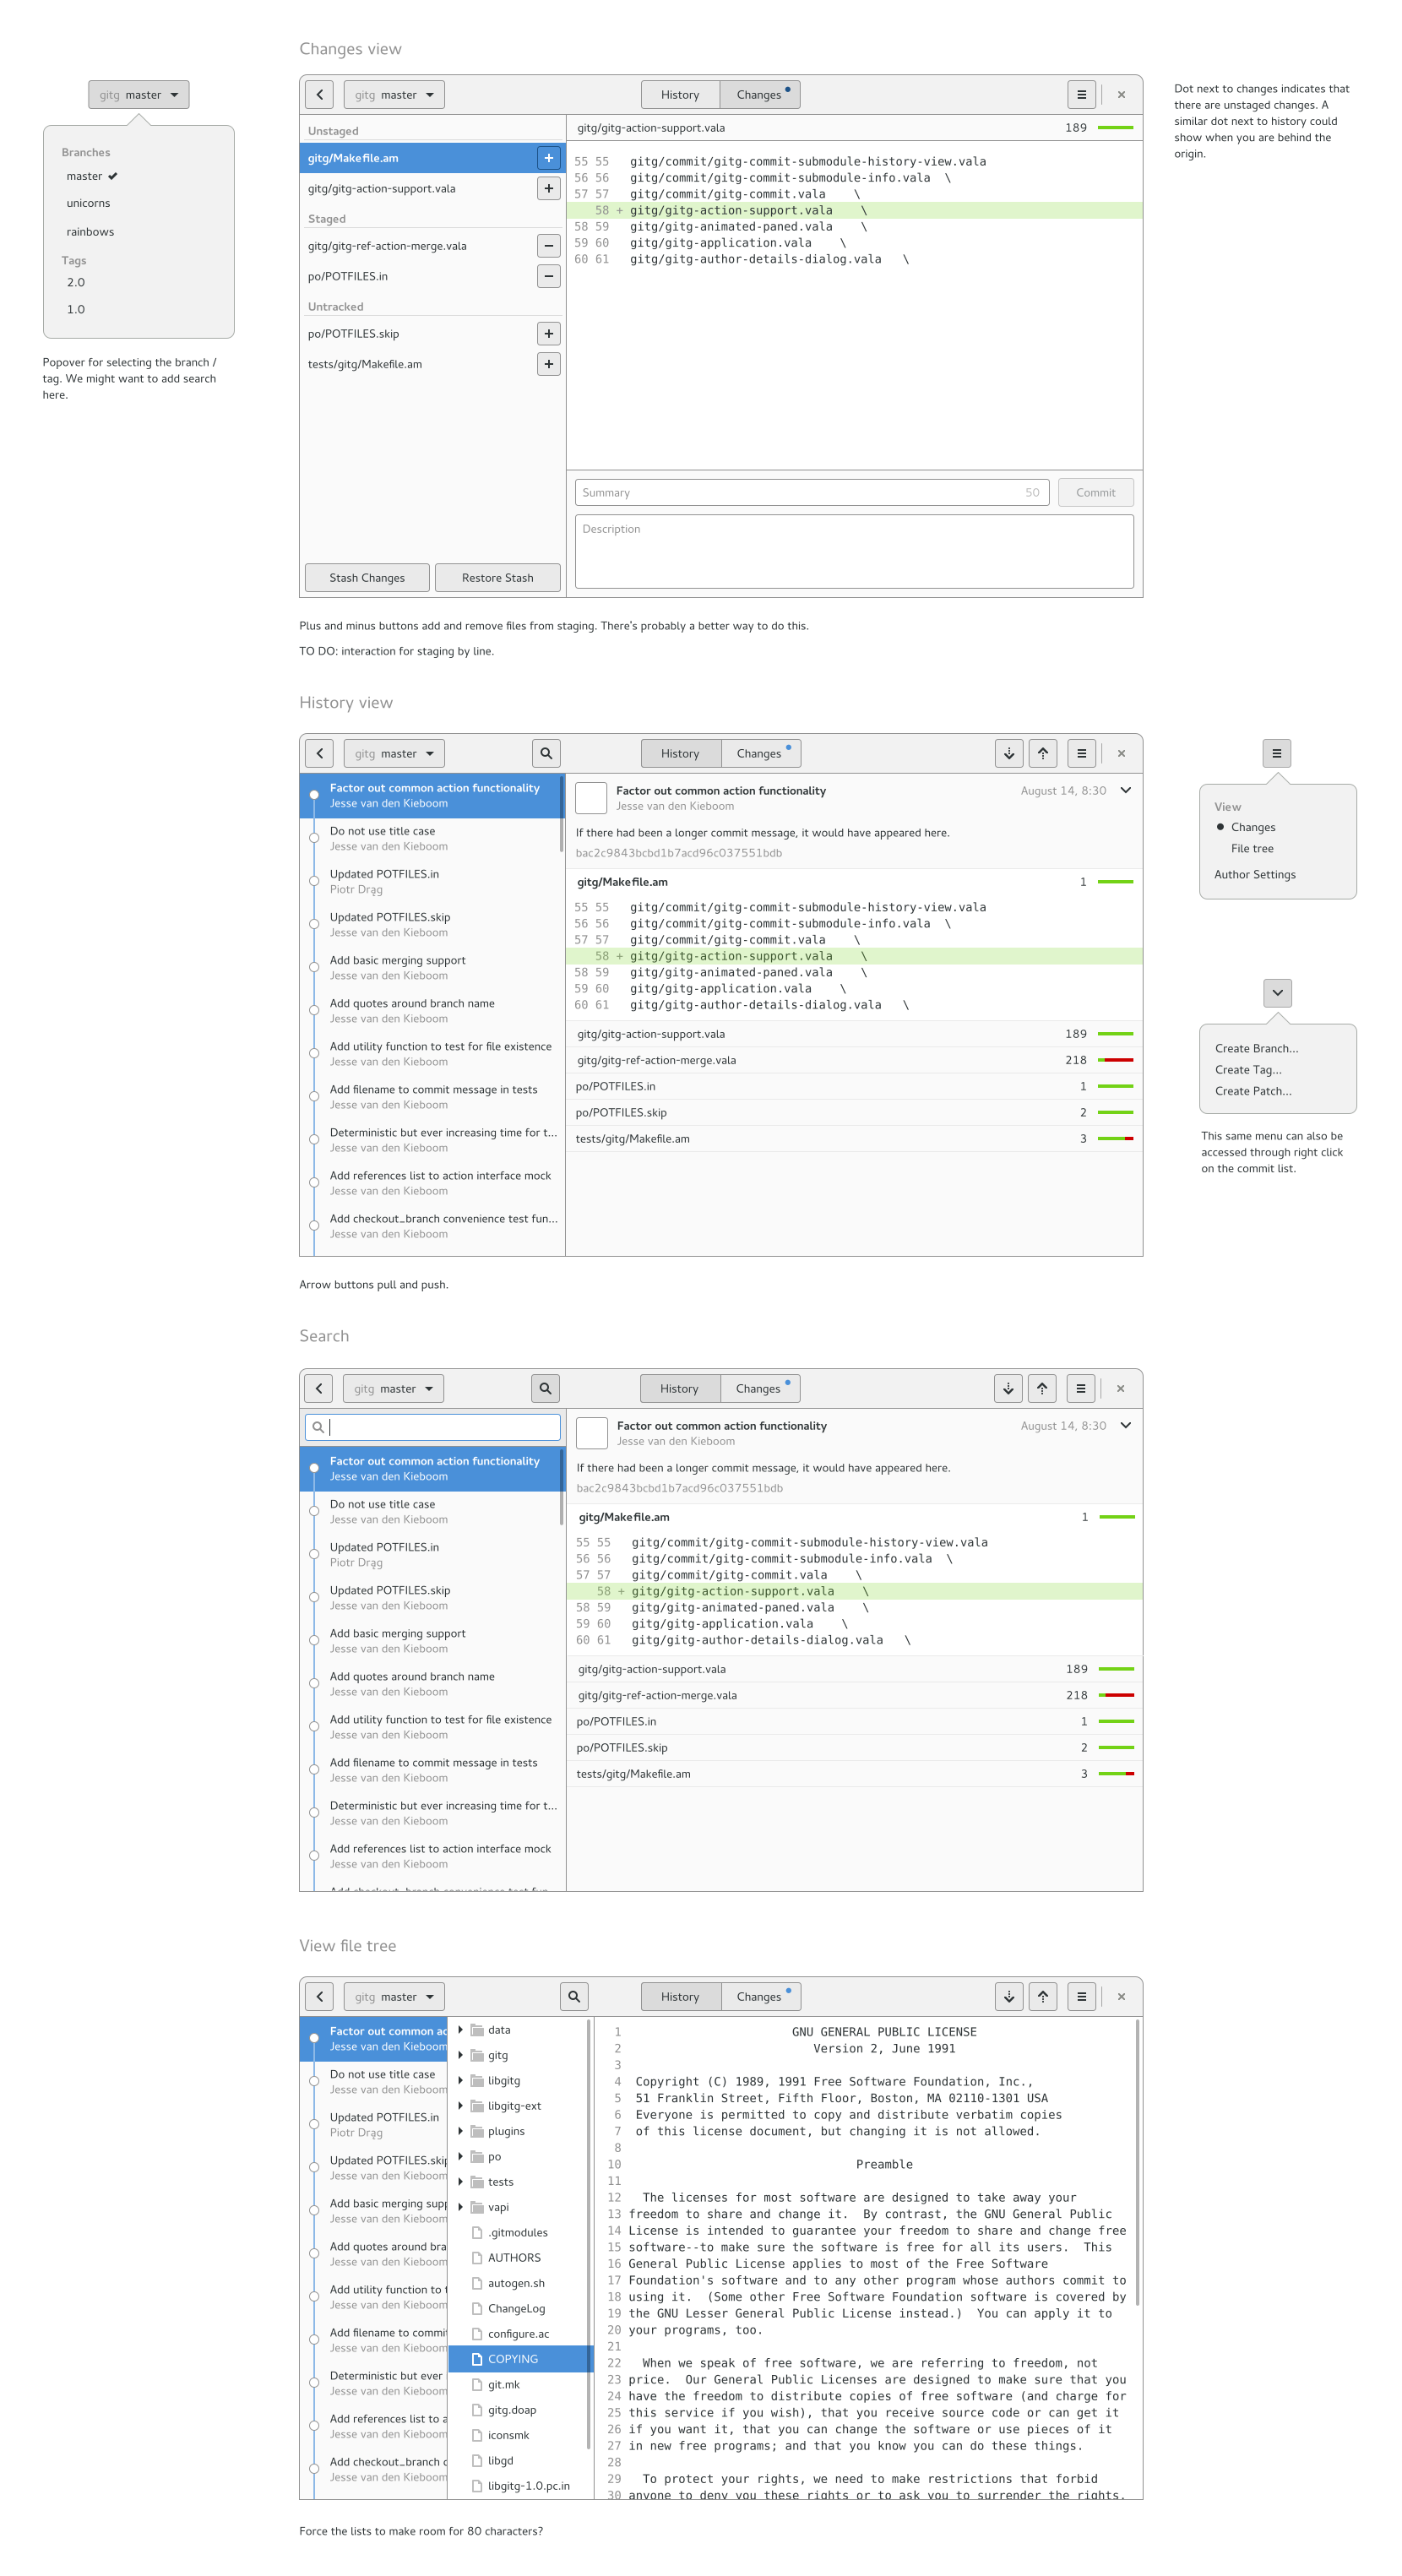 Changes view
gitg master
Branches
master
unicorns
rainbows
Tags
2.0
1.0
Popover for selecting the branch /
tag. We might want to add search
here.
gitg master
History
Changes
Unstaged
gitg/Makefile.am
gitg/gitg-action-support.vala
Staged
gitg/gitg-ref-action-merge.vala
po/POTFILES.in
Untracked
po/POTFILES.skip
tests/gitg/Makefile.am
Stash Changes
Restore Stash
gitg/gitg-action-support.vala 189
55 55 gitg/commit/gitg-commit-submodule-history-view.vala
56 56 gitg/commit/gitg-commit-submodule-info.vala \
57 57 gitg/commit/gitg-commit.vala \
58 + gitg/gitg-action-support.vala \
58 59 gitg/gitg-animated-paned.vala \
59 60 gitg/gitg-application.vala \
60 61 gitg/gitg-author-details-dialog.vala \
Summary 50
Commit
Description
Dot next to changes indicates that
there are unstaged changes. A
similar dot next to history could
show when you are behind the
origin.
Plus and minus buttons add and remove files from staging. There's probably a better way to do this.
TO DO: interaction for staging by line.
History view
gitg master
History
Changes
Factor out common action functionality
Jesse van den Kieboom
Do not use title case
Jesse van den Kieboom
Updated POTFILES.in
Piotr Drąg
Updated POTFILES.skip
Jesse van den Kieboom
Add basic merging support
Jesse van den Kieboom
Add quotes around branch name
Jesse van den Kieboom
Add utility function to test for file existence
Jesse van den Kieboom
Add filename to commit message in tests
Jesse van den Kieboom
Deterministic but ever increasing time for t...
Jesse van den Kieboom
Add references list to action interface mock
Jesse van den Kieboom
Add checkout_branch convenience test fun...
Jesse van den Kieboom
Factor out common action functionality August 14, 8:30
Jesse van den Kieboom
If there had been a longer commit message, it would have appeared here.
bac2c9843bcbd1b7acd96c037551bdb
gitg/Makefile.am 1
55 55 gitg/commit/gitg-commit-submodule-history-view.vala
56 56 gitg/commit/gitg-commit-submodule-info.vala \
57 57 gitg/commit/gitg-commit.vala \
58 + gitg/gitg-action-support.vala \
58 59 gitg/gitg-animated-paned.vala \
59 60 gitg/gitg-application.vala \
60 61 gitg/gitg-author-details-dialog.vala \
gitg/gitg-action-support.vala 189
gitg/gitg-ref-action-merge.vala 218
po/POTFILES.in 1
po/POTFILES.skip 2
tests/gitg/Makefile.am 3
View
Changes
File tree
Author Settings
Create Branch...
Create Tag...
Create Patch...
This same menu can also be
accessed through right click
on the commit list.
Arrow buttons pull and push.
Search
gitg master
History
Changes
Factor out common action functionality
Jesse van den Kieboom
Do not use title case
Jesse van den Kieboom
Updated POTFILES.in
Piotr Drąg
Updated POTFILES.skip
Jesse van den Kieboom
Add basic merging support
Jesse van den Kieboom
Add quotes around branch name
Jesse van den Kieboom
Add utility function to test for file existence
Jesse van den Kieboom
Add filename to commit message in tests
Jesse van den Kieboom
Deterministic but ever increasing time for t...
Jesse van den Kieboom
Add references list to action interface mock
Jesse van den Kieboom
Factor out common action functionality August 14, 8:30
Jesse van den Kieboom
If there had been a longer commit message, it would have appeared here.
bac2c9843bcbd1b7acd96c037551bdb
gitg/Makefile.am 1
55 55 gitg/commit/gitg-commit-submodule-history-view.vala
56 56 gitg/commit/gitg-commit-submodule-info.vala \
57 57 gitg/commit/gitg-commit.vala \
58 + gitg/gitg-action-support.vala \
58 59 gitg/gitg-animated-paned.vala \
59 60 gitg/gitg-application.vala \
60 61 gitg/gitg-author-details-dialog.vala \
gitg/gitg-action-support.vala 189
gitg/gitg-ref-action-merge.vala 218
po/POTFILES.in 1
po/POTFILES.skip 2
tests/gitg/Makefile.am 3
View file tree
gitg master
History
Changes
Factor out common ac
Jesse van den Kieboom
Do not use title case
Jesse van den Kieboom
Updated POTFILES.in
Piotr Drąg
Updated POTFILES.skip
Jesse van den Kieboom
Add basic merging supp
Jesse van den Kieboom
Add quotes around bra
Jesse van den Kieboom
Add utility function to t
Jesse van den Kieboom
Add filename to commit
Jesse van den Kieboom
Deterministic but ever
Jesse van den Kieboom
Add references list to a
Jesse van den Kieboom
Add checkout_branch c
Jesse van den Kieboom
data
gitg
libgitg
libgitg-ext
plugins
po
tests
vapi
.gitmodules
AUTHORS
autogen.sh
ChangeLog
configure.ac
COPYING
git.mk
gitg.doap
iconsmk
libgd
libgitg-1.0.pc.in
1 GNU GENERAL PUBLIC LICENSE
2 Version 2, June 1991
3
4 Copyright (C) 1989, 1991 Free Software Foundation, Inc.,
5 51 Franklin Street, Fifth Floor, Boston, MA 02110-1301 USA
6 Everyone is permitted to copy and distribute verbatim copies
7 of this license document, but changing it is not allowed.
8
10 Preamble
11
12 The licenses for most software are designed to take away your
13 freedom to share and change it. By contrast, the GNU General Public
14 License is intended to guarantee your freedom to share and change free
15 software--to make sure the software is free for all its users. This
16 General Public License applies to most of the Free Software
17 Foundation's software and to any other program whose authors commit to
18 using it. (Some other Free Software Foundation software is covered by
19 the GNU Lesser General Public License instead.) You can apply it to
20 your programs, too.
21
22 When we speak of free software, we are referring to freedom, not
23 price. Our General Public Licenses are designed to make sure that you
24 have the freedom to distribute copies of free software (and charge for
25 this service if you wish), that you receive source code or can get it
26 if you want it, that you can change the software or use pieces of it
27 in new free programs; and that you know you can do these things.
28
29 To protect your rights, we need to make restrictions that forbid
30 anyone to deny you these rights or to ask you to surrender the rights.
Force the lists to make room for 80 characters?